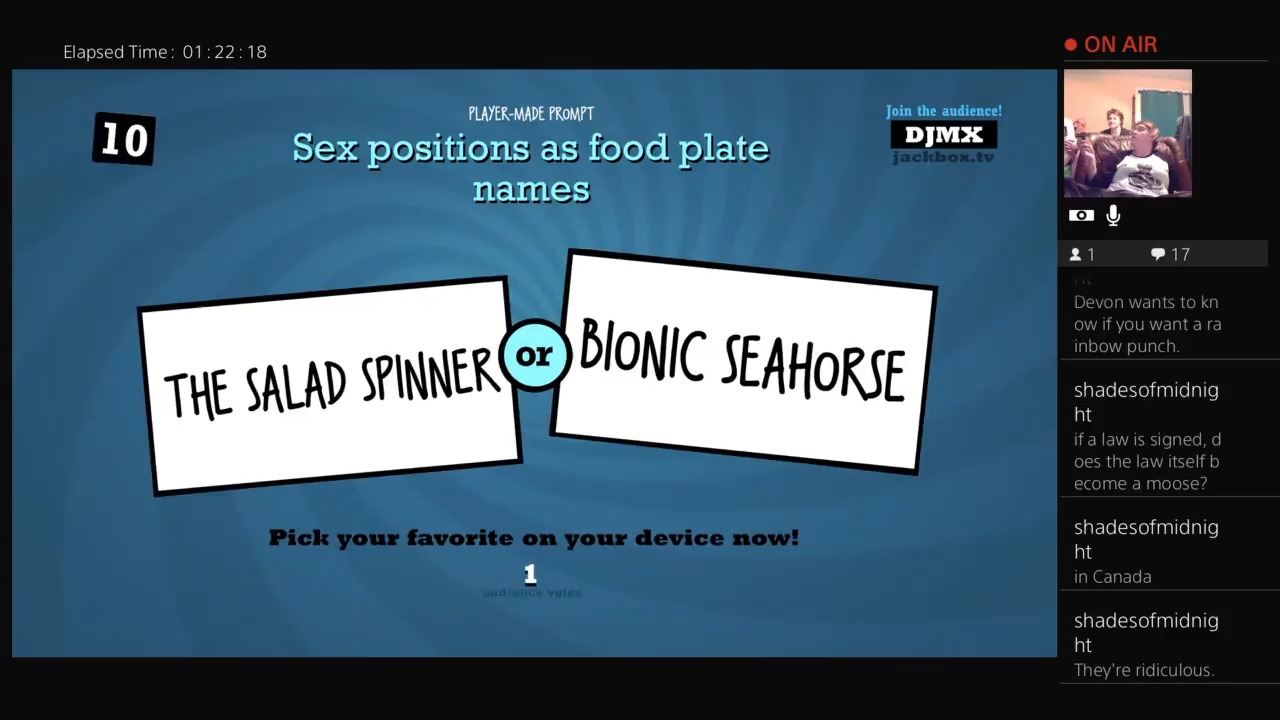 Elapsed Time: 01:22:18
ON AIR
10
PLAYER-MADE PROMPT
Sex positions as food plate
names
Join the audience!
DJMX
jackbox.tv
THE SALAD SPINNER
or
BIONIC SEAHORSE
Pick your favorite on your device now!
1
audience votes
1 17
Devon wants to kn
ow if you want a ra
inbow punch.
shadesofmidnig
ht
if a law is signed, d
oes the law itself b
ecome a moose?
shadesofmidnig
ht
in Canada
shadesofmidnig
ht
They're ridiculous.